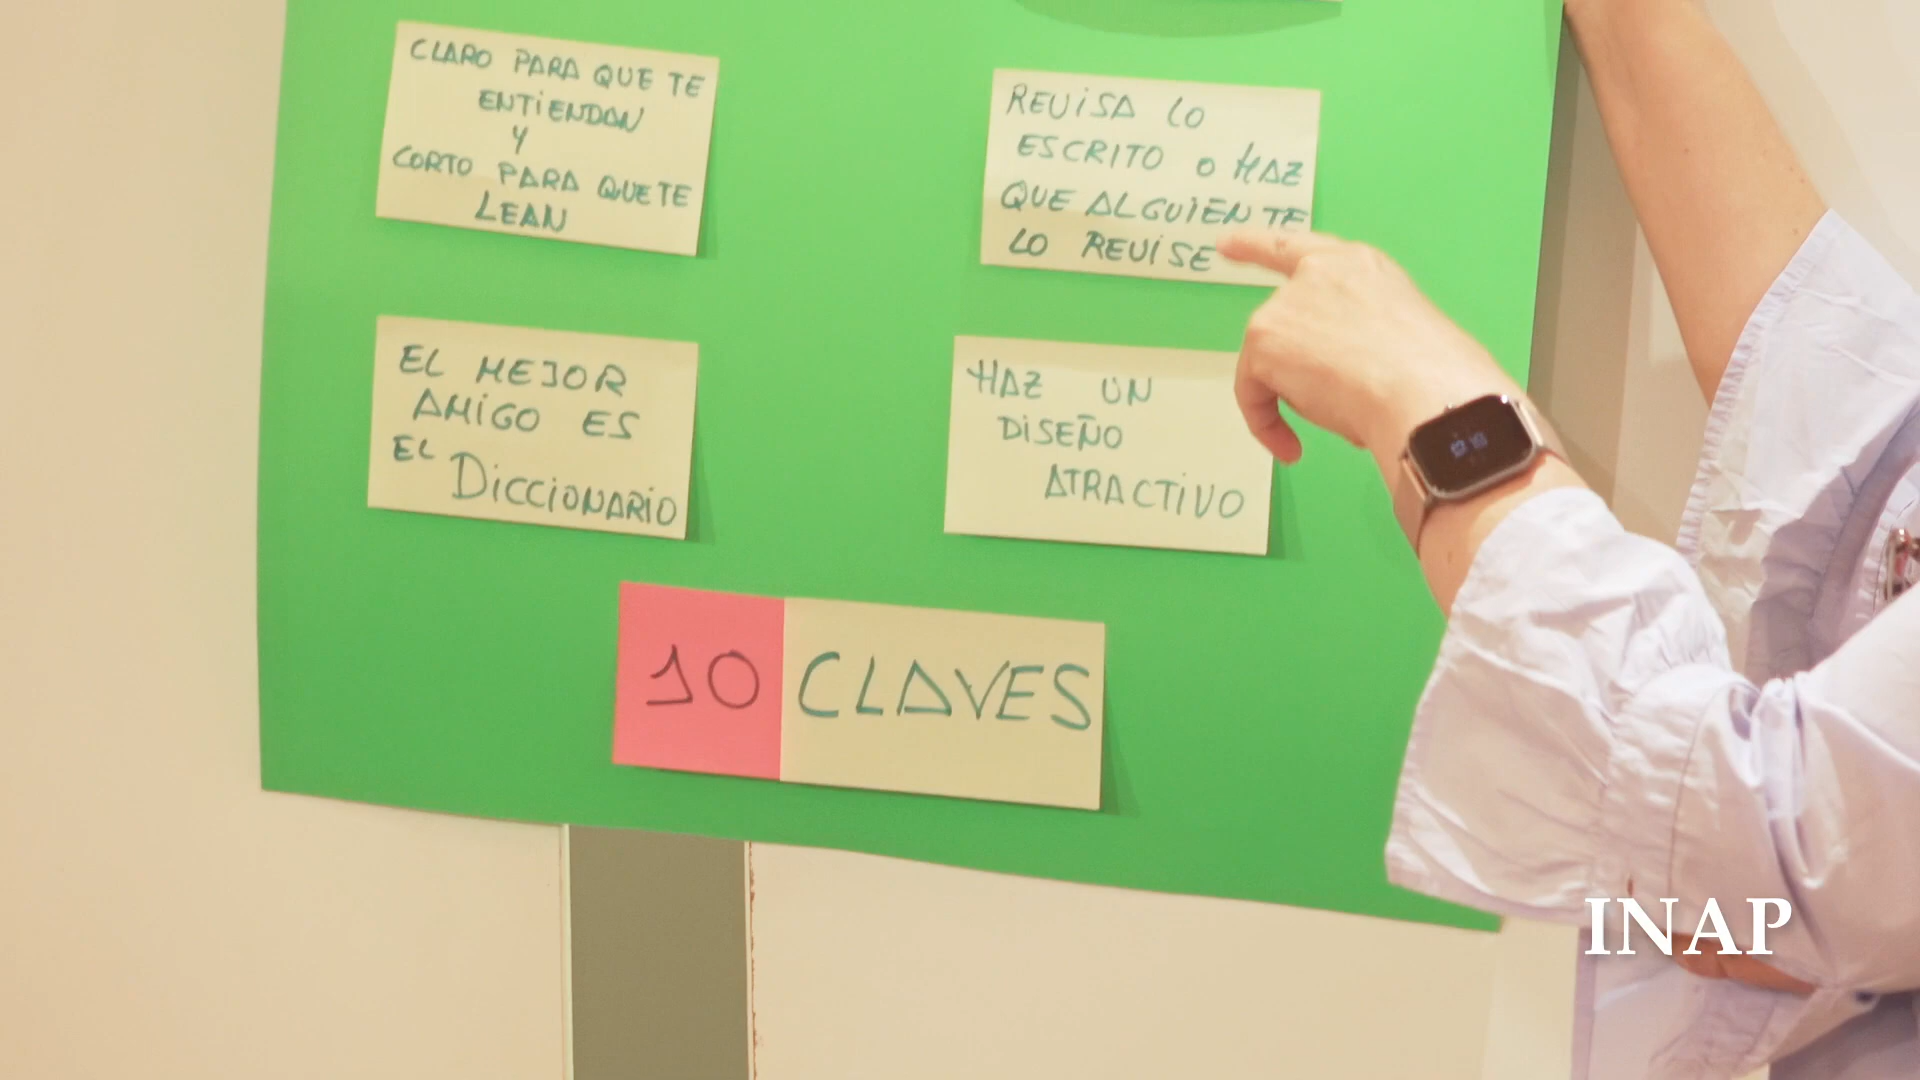 CLARO PARA QUE TE
ENTIENDAN
Y
CORTO PARA QUE TE
LEAN
REVISA LO
ESCRITO O HAZ
QUE ALGUIEN TE
LO REVISE
EL MEJOR
AMIGO ES
EL DICCIONARIO
HAZ UN
DISEÑO
ATRACTIVO
10 CLAVES
INAP